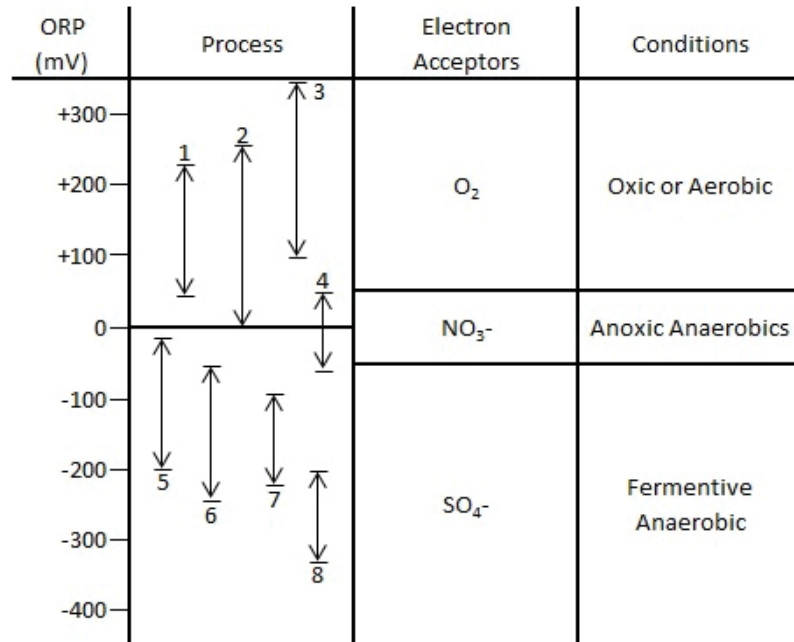 ORP
(mV)
Process
Electron
Acceptors
Conditions
+300
+200
+100
0
-100
-200
-300
-400
1
2
3
4
5
6
7
8
O₂
Oxic or Aerobic
NO₃-
Anoxic Anaerobics
SO₄-
Fermentive
Anaerobic